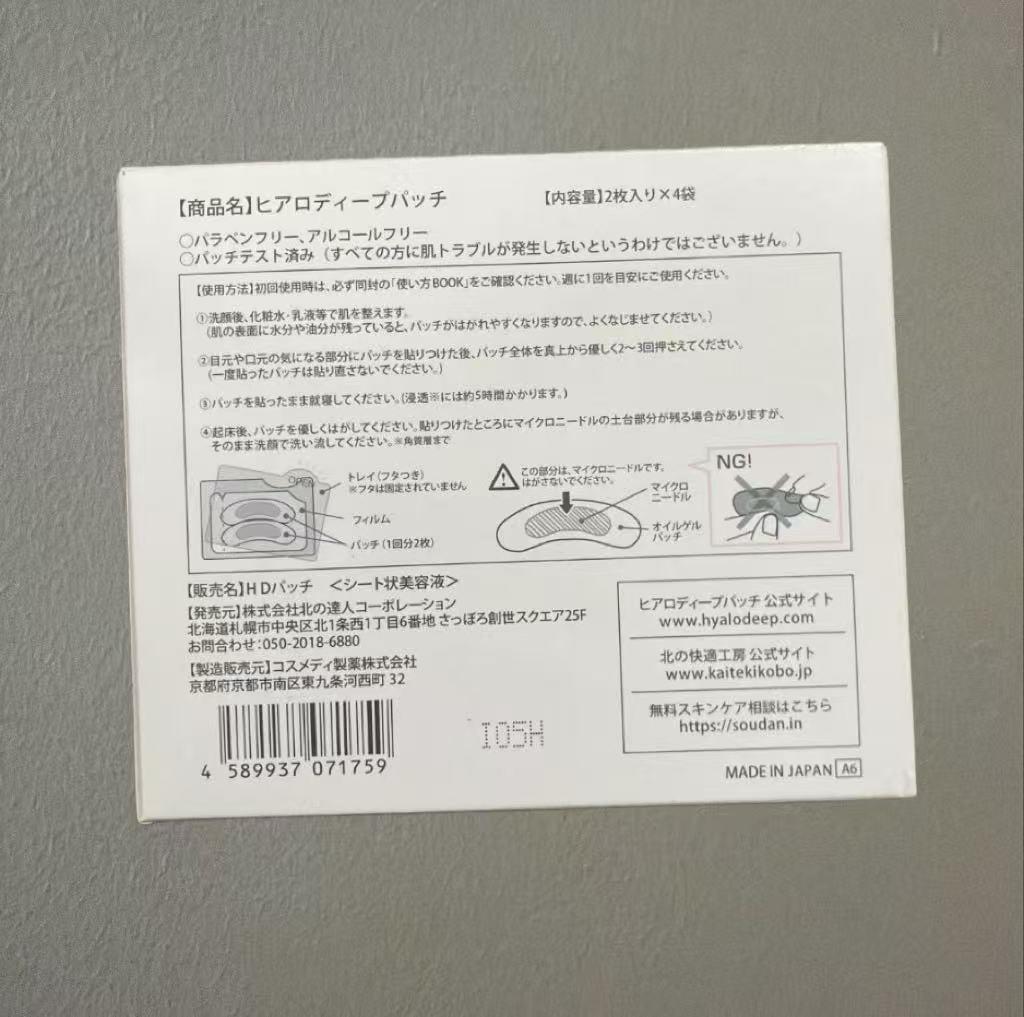 【商品名】ヒアロディープパッチ 【内容量】2枚入り×4袋
○パラベンフリー、アルコールフリー
○パッチテスト済み(すべての方に肌トラブルが発生しないというわけではございません。)
【使用方法】初回使用時は、必ず同封の「使い方BOOK」をご確認ください。週に1回を目安にご使用ください。
①洗顔後、化粧水・乳液等で肌を整えます。
(肌の表面に水分や油分が残っていると、パッチがはがれやすくなりますので、よくなじませてください。)
②目元や口元の気になる部分にパッチを貼りつけた後、パッチ全体を真上から優しく2〜3回押さえてください。
(一度貼ったパッチは貼り直さないでください。)
③パッチを貼ったまま就寝してください。(浸透※には約5時間かかります。)
④起床後、パッチを優しくはがしてください。貼りつけたところにマイクロニードルの土台部分が残る場合がありますが、
そのまま洗顔で洗い流してください。※角質層まで
OPEN
トレイ(フタつき)
※フタは固定されていません
フィルム
パッチ(1回分2枚)
この部分は、マイクロニードルです。
はがさないでください。
マイクロ
ニードル
オイルゲル
パッチ
NG!
【販売名】HDパッチ <シート状美容液>
【発売元】株式会社北の達人コーポレーション
北海道札幌市中央区北1条西1丁目6番地 さっぽろ創世スクエア25F
お問合わせ:050-2018-6880
【製造販売元】コスメディ製薬株式会社
京都府京都市南区東九条河西町 32
4 589937 071759
IO5H
ヒアロディープパッチ 公式サイト
www.hyalodeep.com
北の快適工房 公式サイト
www.kaitekikobo.jp
無料スキンケア相談はこちら
https://soudan.in
MADE IN JAPAN A6